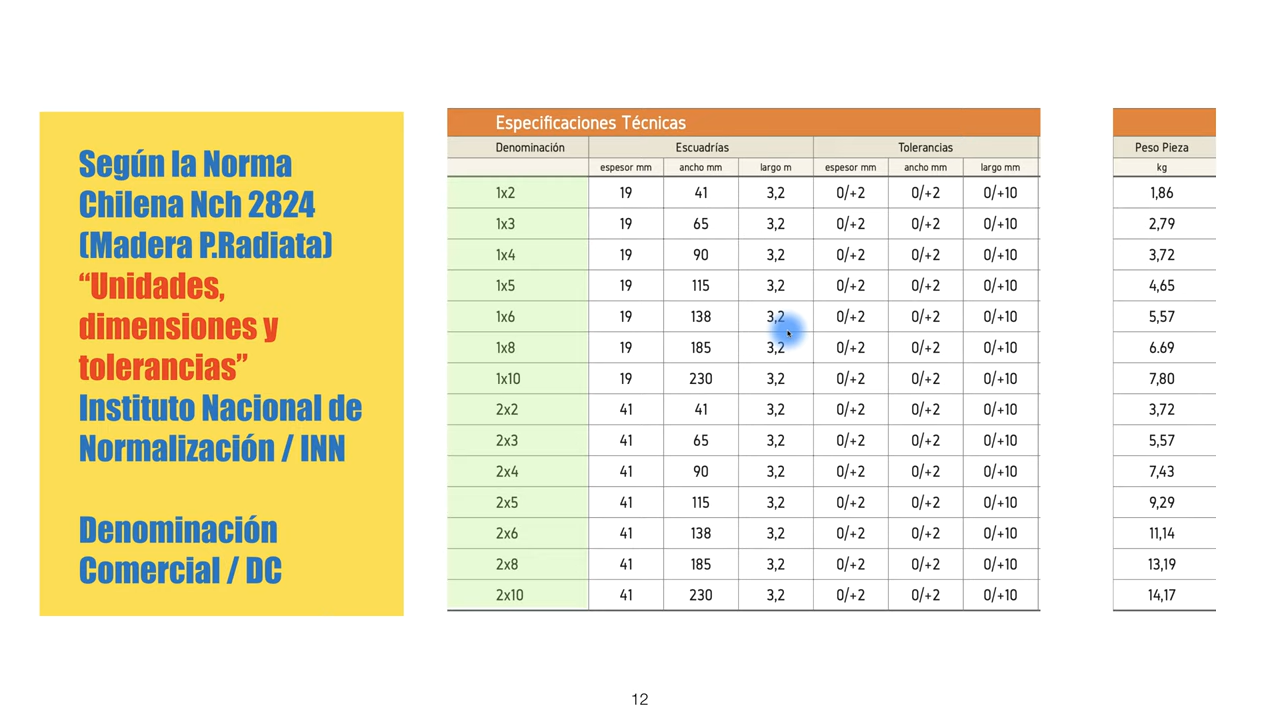 Según la Norma
Chilena Nch 2824
(Madera P.Radiata)
“Unidades,
dimensiones y
tolerancias”
Instituto Nacional de
Normalización / INN
Denominación
Comercial / DC
Especificaciones Técnicas
Denominación Escuadrías Tolerancias Peso Pieza
espesor mm ancho mm largo m espesor mm ancho mm largo mm kg
1x2 19 41 3,2 0/+2 0/+2 0/+10 1,86
1x3 19 65 3,2 0/+2 0/+2 0/+10 2,79
1x4 19 90 3,2 0/+2 0/+2 0/+10 3,72
1x5 19 115 3,2 0/+2 0/+2 0/+10 4,65
1x6 19 138 3,2 0/+2 0/+2 0/+10 5,57
1x8 19 185 3,2 0/+2 0/+2 0/+10 6.69
1x10 19 230 3,2 0/+2 0/+2 0/+10 7,80
2x2 41 41 3,2 0/+2 0/+2 0/+10 3,72
2x3 41 65 3,2 0/+2 0/+2 0/+10 5,57
2x4 41 90 3,2 0/+2 0/+2 0/+10 7,43
2x5 41 115 3,2 0/+2 0/+2 0/+10 9,29
2x6 41 138 3,2 0/+2 0/+2 0/+10 11,14
2x8 41 185 3,2 0/+2 0/+2 0/+10 13,19
2x10 41 230 3,2 0/+2 0/+2 0/+10 14,17
12